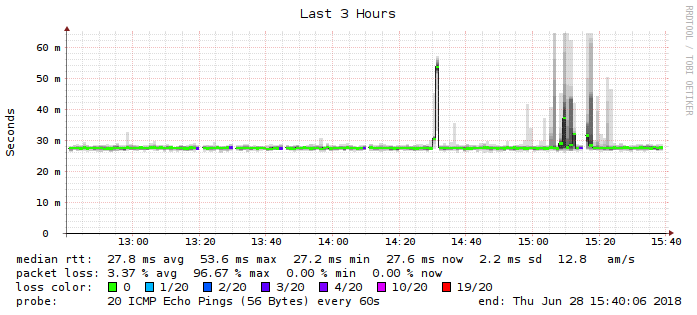 Last 3 Hours
RRDTOOL / TOBI OETIKER
Seconds
60 m
50 m
40 m
30 m
20 m
10 m
0
13:00 13:20 13:40 14:00 14:20 14:40 15:00 15:20 15:40
median rtt: 27.8 ms avg 53.6 ms max 27.2 ms min 27.6 ms now 2.2 ms sd 12.8 am/s
packet loss: 3.37 % avg 96.67 % max 0.00 % min 0.00 % now
loss color: 0 1/20 2/20 3/20 4/20 10/20 19/20
probe: 20 ICMP Echo Pings (56 Bytes) every 60s end: Thu Jun 28 15:40:06 2018